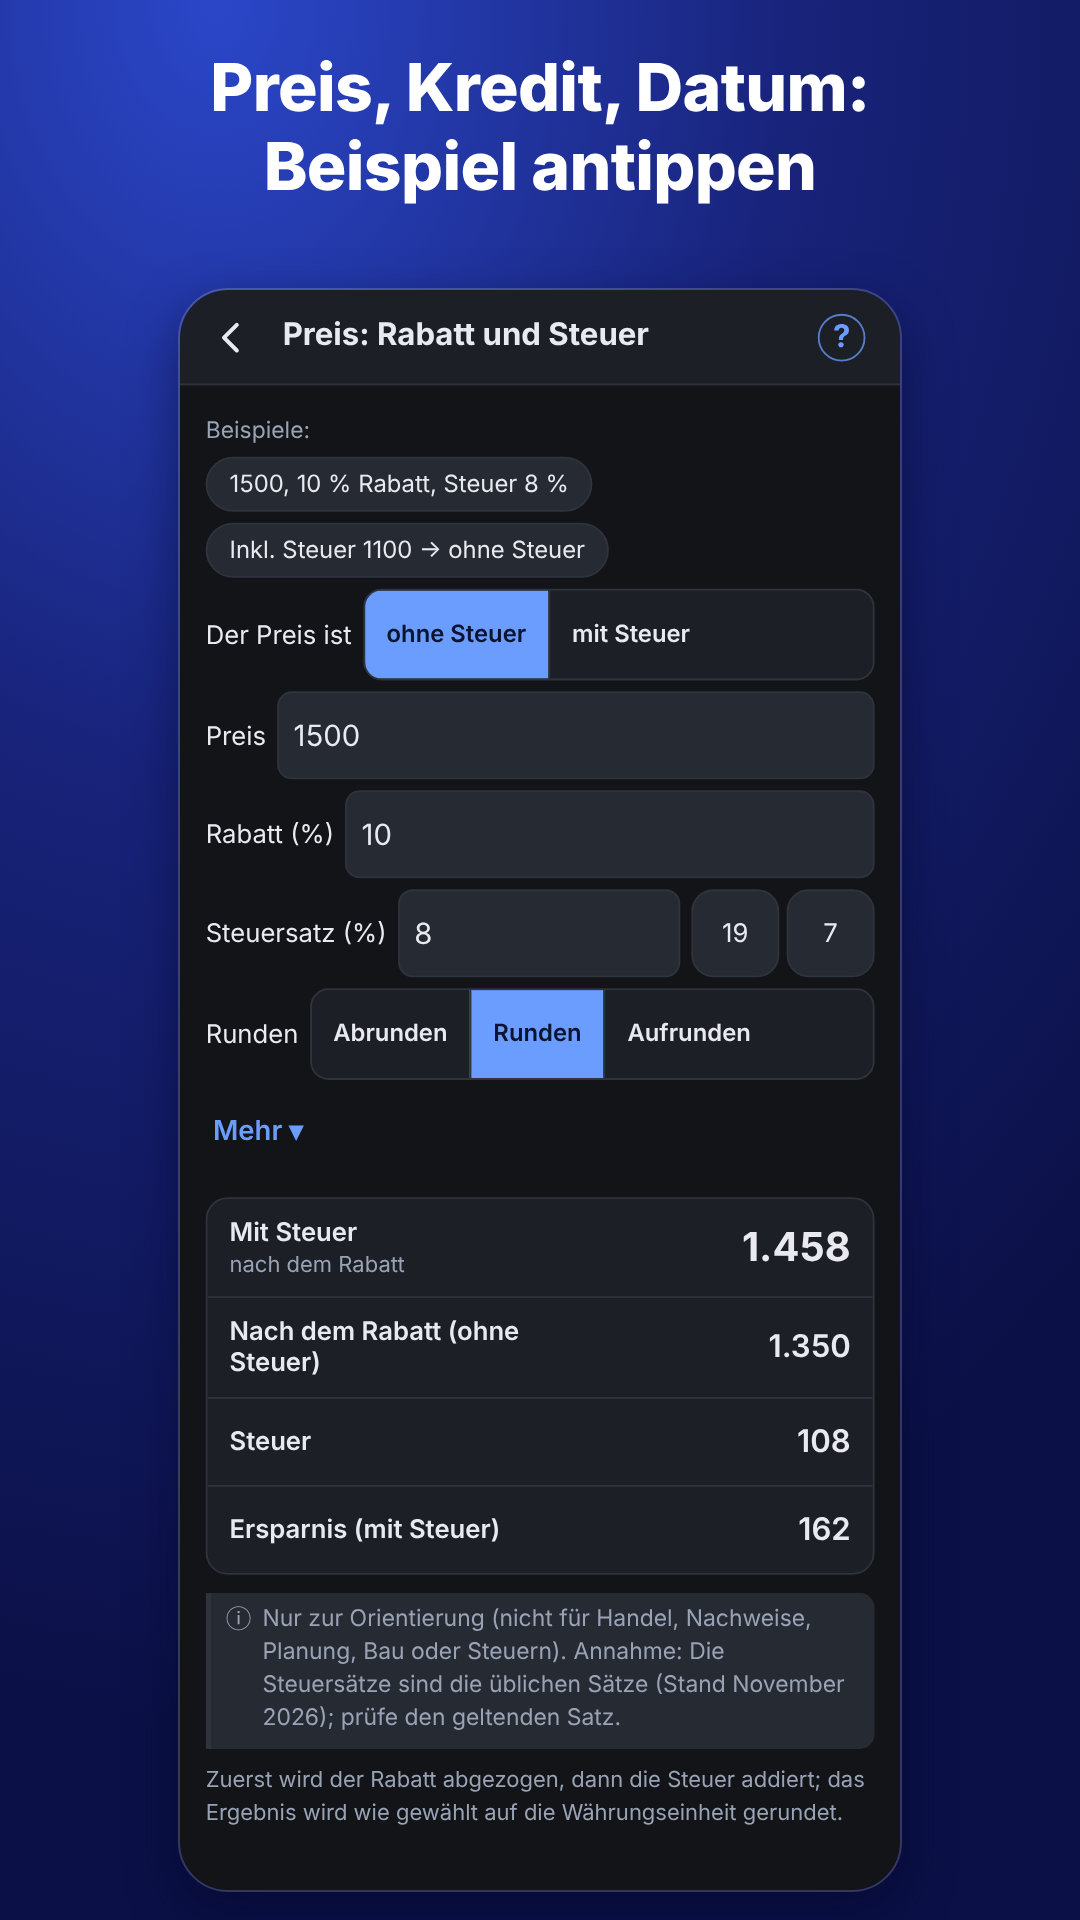 Preis, Kredit, Datum:
Beispiel antippen
Preis: Rabatt und Steuer
?
Beispiele:
1500, 10 % Rabatt, Steuer 8 %
Inkl. Steuer 1100 → ohne Steuer
Der Preis ist
ohne Steuer
mit Steuer
Preis
1500
Rabatt (%)
10
Steuersatz (%)
8
19
7
Runden
Abrunden
Runden
Aufrunden
Mehr ▾
Mit Steuer
nach dem Rabatt
1.458
Nach dem Rabatt (ohne
Steuer)
1.350
Steuer
108
Ersparnis (mit Steuer)
162
ⓘ Nur zur Orientierung (nicht für Handel, Nachweise,
Planung, Bau oder Steuern). Annahme: Die
Steuersätze sind die üblichen Sätze (Stand November
2026); prüfe den geltenden Satz.
Zuerst wird der Rabatt abgezogen, dann die Steuer addiert; das
Ergebnis wird wie gewählt auf die Währungseinheit gerundet.